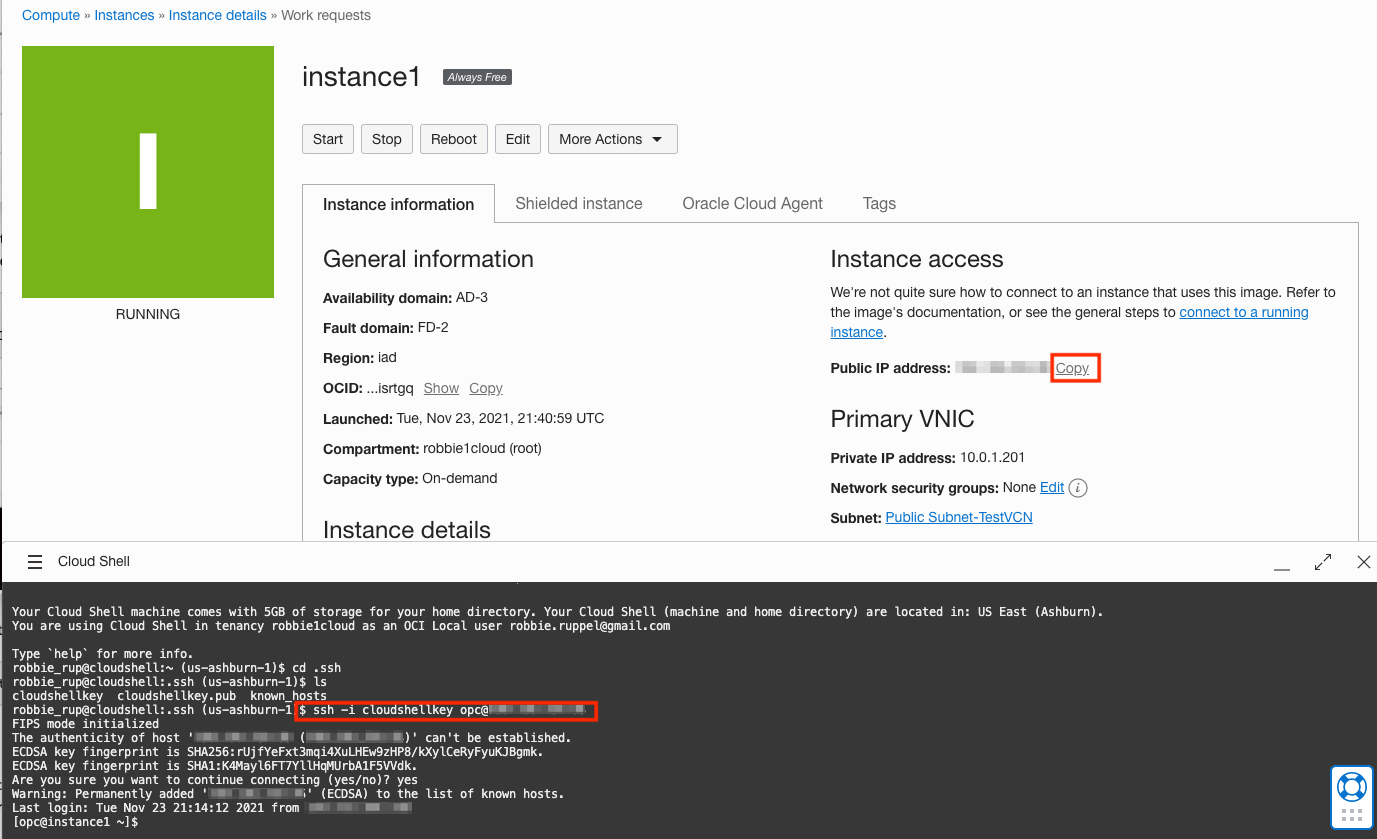 Compute » Instances » Instance details » Work requests
I
RUNNING
instance1 Always Free
Start Stop Reboot Edit More Actions
Instance information Shielded instance Oracle Cloud Agent Tags
General information
Availability domain: AD-3
Fault domain: FD-2
Region: iad
OCID: ...isrtgq Show Copy
Launched: Tue, Nov 23, 2021, 21:40:59 UTC
Compartment: robbie1cloud (root)
Capacity type: On-demand
Instance details
Instance access
We're not quite sure how to connect to an instance that uses this image. Refer to
the image's documentation, or see the general steps to connect to a running
instance.
Public IP address: Copy
Primary VNIC
Private IP address: 10.0.1.201
Network security groups: None Edit i
Subnet: Public Subnet-TestVCN
Cloud Shell
Your Cloud Shell machine comes with 5GB of storage for your home directory. Your Cloud Shell (machine and home directory) are located in: US East (Ashburn).
You are using Cloud Shell in tenancy robbie1cloud as an OCI Local user robbie.ruppel@gmail.com
Type `help` for more info.
robbie_rup@cloudshell:~ (us-ashburn-1)$ cd .ssh
robbie_rup@cloudshell:.ssh (us-ashburn-1)$ ls
cloudshellkey cloudshellkey.pub known_hosts
robbie_rup@cloudshell:.ssh (us-ashburn-1)$ ssh -i cloudshellkey opc@
FIPS mode initialized
The authenticity of host ' ( )' can't be established.
ECDSA key fingerprint is SHA256:rUjfYeFxt3mqi4XuLHEw9zHP8/kXylCeRyFyuKJBgmk.
ECDSA key fingerprint is SHA1:K4Mayl6FT7YllHqMUrbA1F5VVdk.
Are you sure you want to continue connecting (yes/no)? yes
Warning: Permanently added ' ' (ECDSA) to the list of known hosts.
Last login: Tue Nov 23 21:14:12 2021 from
[opc@instance1 ~]$